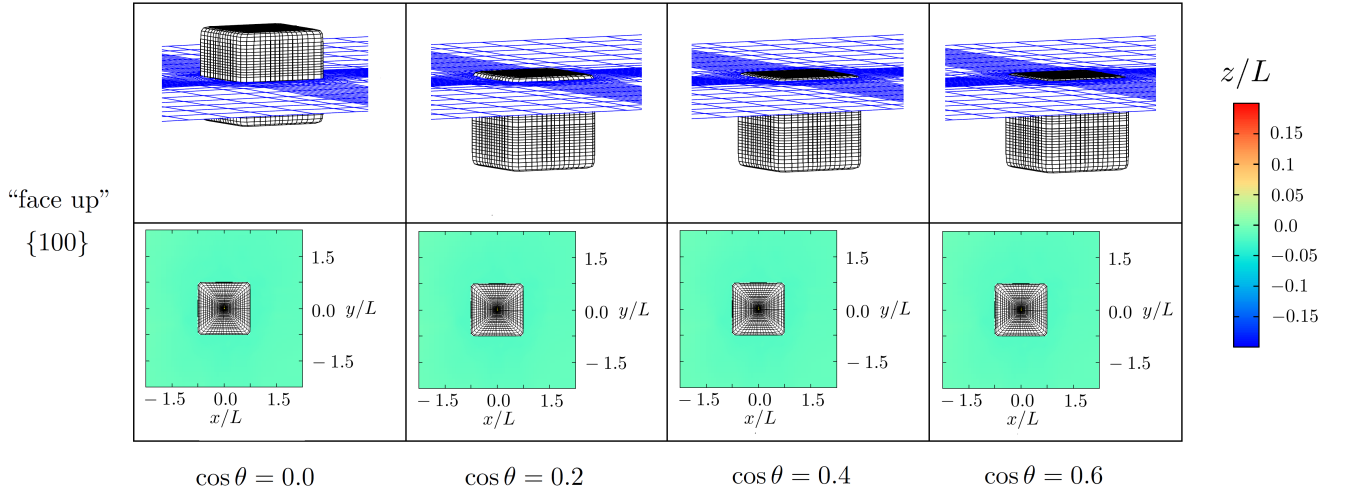 z/L
0.15
0.1
0.05
0.0
−0.05
−0.1
−0.15
“face up”
{100}
1.5
0.0 y/L
− 1.5
− 1.5 0.0 1.5
x/L
1.5
0.0 y/L
− 1.5
− 1.5 0.0 1.5
x/L
1.5
0.0 y/L
− 1.5
− 1.5 0.0 1.5
x/L
1.5
0.0 y/L
− 1.5
− 1.5 0.0 1.5
x/L
cos θ = 0.0
cos θ = 0.2
cos θ = 0.4
cos θ = 0.6